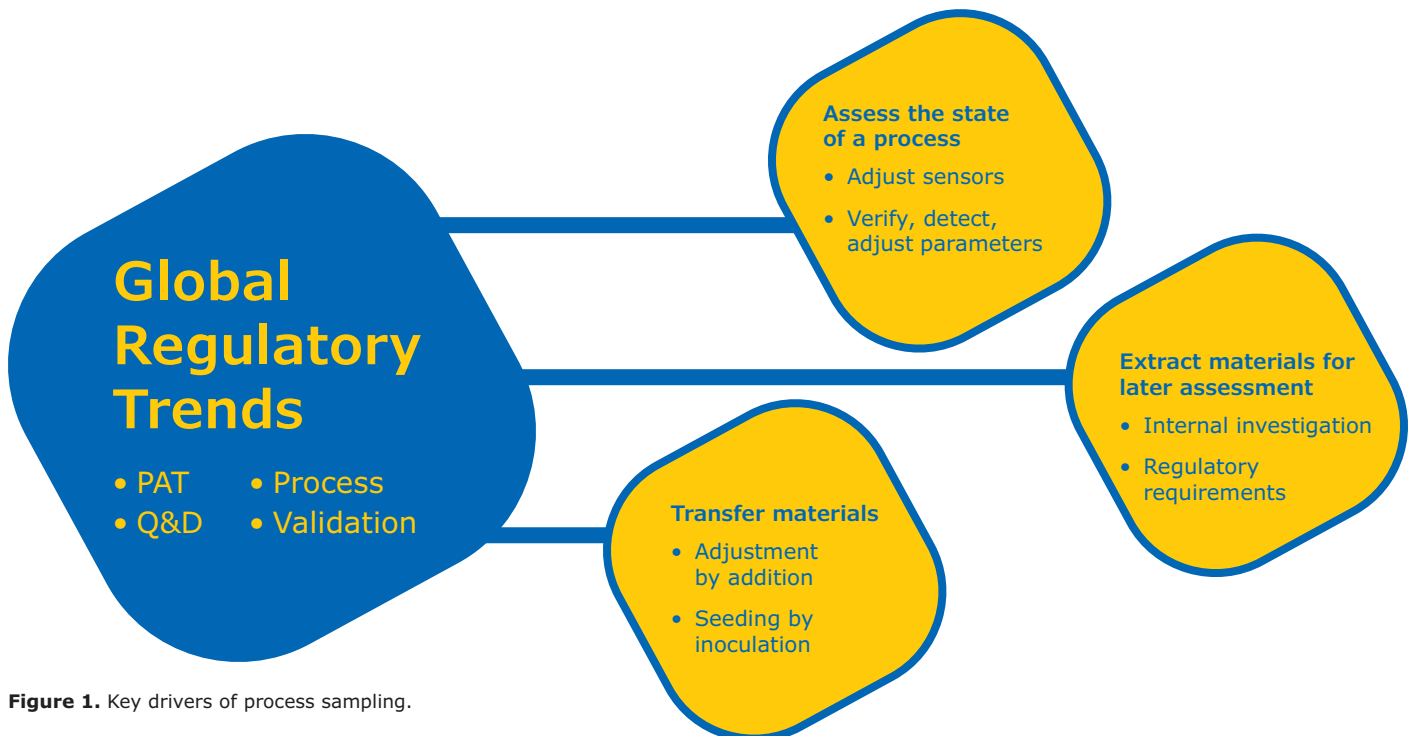 Global
Regulatory
Trends
• PAT
• Q&D
• Process
• Validation
Assess the state
of a process
• Adjust sensors
• Verify, detect,
adjust parameters
Extract materials for
later assessment
• Internal investigation
• Regulatory
requirements
Transfer materials
• Adjustment
by addition
• Seeding by
inoculation
Figure 1. Key drivers of process sampling.